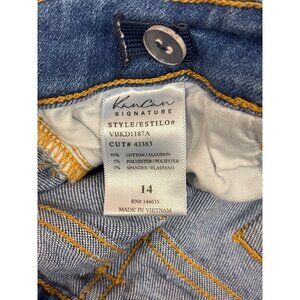 KanCan
SIGNATURE
STYLE/ESTILO#
VBKD1187A
CUT# 43383
93% COTTON/ALGODON
5% POLYESTER/POLIESTER
2% SPANDEX/ELASTANO
14
RN# 144635
MADE IN VIETNAM